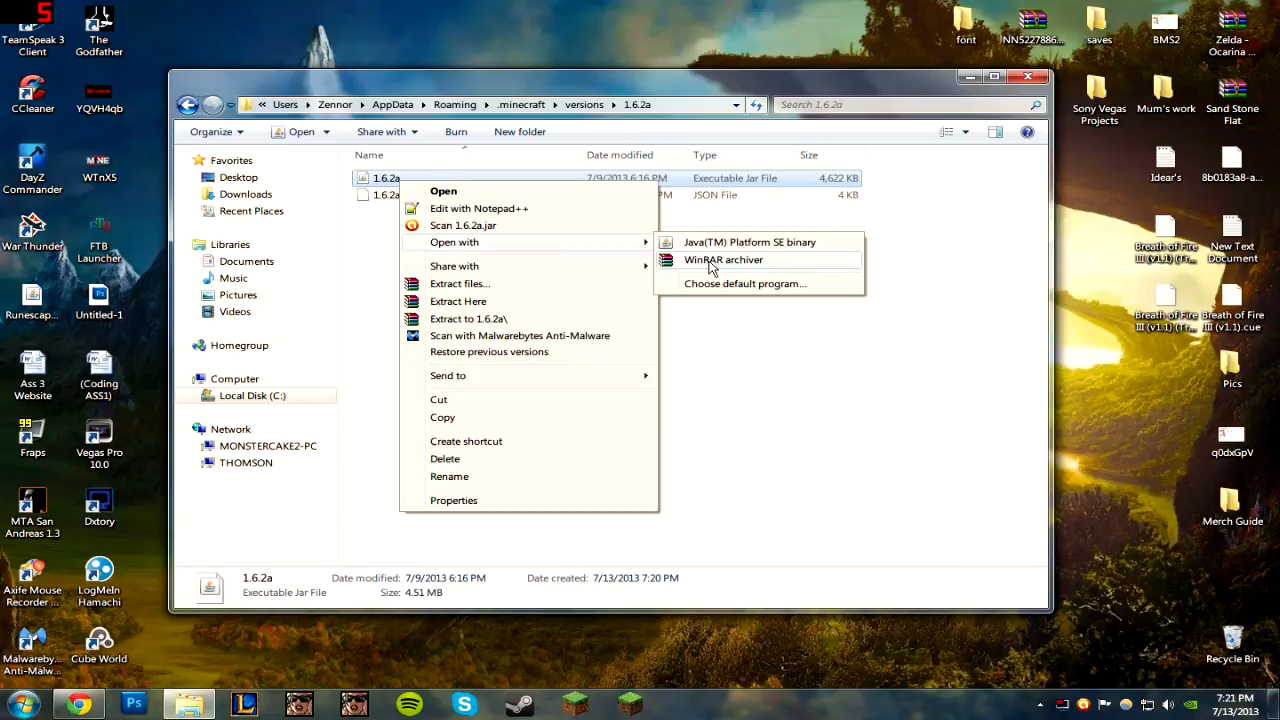 5
TeamSpeak 3
Client
The
Godfather
CCleaner
YQVH4qb
DayZ
Commander
MINE
WTnX5
War Thunder
FTB
Launcher
Runescap...
Untitled-1
Ass 3
Website
(Coding
ASS1)
99
Fraps
Vegas Pro
10.0
MTA San
Andreas 1.3
Dxtory
Axife Mouse
Recorder ...
LogMeIn
Hamachi
Malwareby...
Anti-Malw...
Cube World
font
NN5227886...
saves
BMS2
Zelda -
Ocarina ...
Sony Vegas
Projects
Mum's work
Sand Stone
Flat
Idear's
8b0183a8-a...
Breath of Fire
III (v1.1) (Tr...
New Text
Document
Breath of Fire
III (v1.1) (Tr...
Breath of Fire
III (v1.1).cue
Pics
q0dxGpV
Merch Guide
Recycle Bin
« Users Zennor AppData Roaming .minecraft versions 1.6.2a
Search 1.6.2a
Organize Open Share with Burn New folder
Favorites
Desktop
Downloads
Recent Places
Libraries
Documents
Music
Pictures
Videos
Homegroup
Computer
Local Disk (C:)
Network
MONSTERCAKE2-PC
THOMSON
Name Date modified Type Size
1.6.2a 7/9/2013 6:16 PM Executable Jar File 4,622 KB
1.6.2a PM JSON File 4 KB
Open
Edit with Notepad++
Scan 1.6.2a.jar
Open with
Share with
Extract files...
Extract Here
Extract to 1.6.2a\
Scan with Malwarebytes Anti-Malware
Restore previous versions
Send to
Cut
Copy
Create shortcut
Delete
Rename
Properties
Java(TM) Platform SE binary
WinRAR archiver
Choose default program...
1.6.2a Date modified: 7/9/2013 6:16 PM Date created: 7/13/2013 7:20 PM
Executable Jar File Size: 4.51 MB
Ps
7:21 PM
7/13/2013